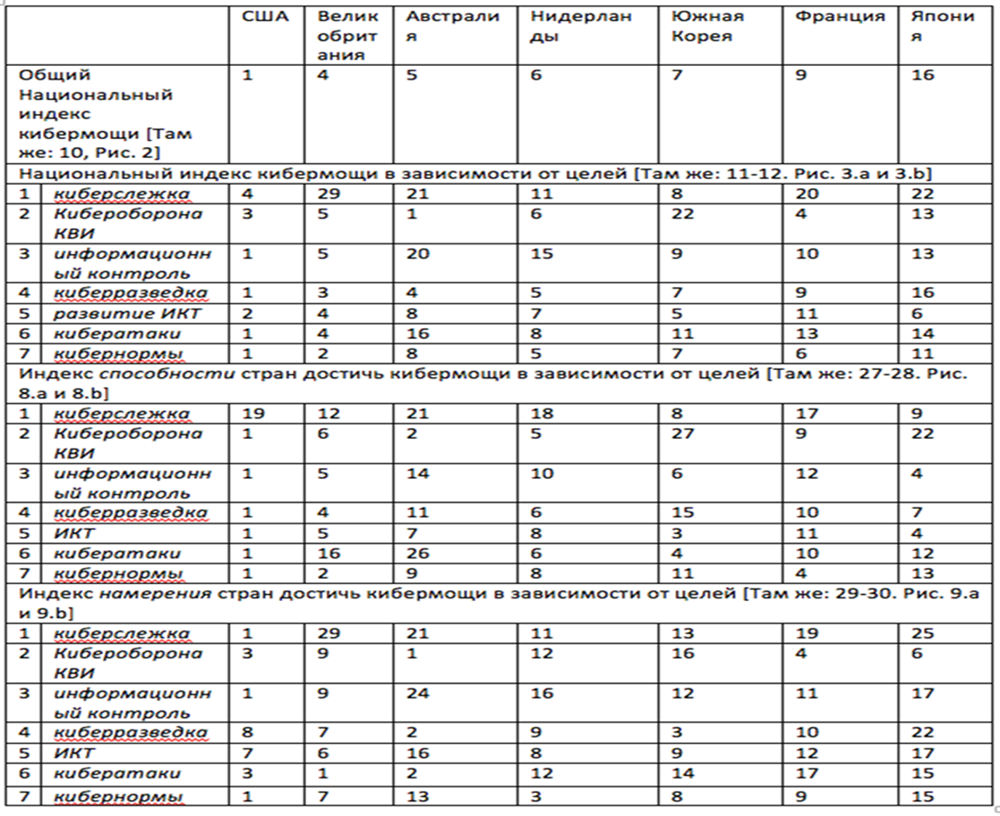 США Великобритания Австралия Нидерланды Южная Корея Франция Япония
Общий Национальный индекс кибермощи [Там же: 10, Рис. 2] 1 4 5 6 7 9 16
Национальный индекс кибермощи в зависимости от целей [Там же: 11-12. Рис. 3.а и 3.b]
1 киберслежка 4 29 21 11 8 20 22
2 Кибероборона КВИ 3 5 1 6 22 4 13
3 информационный контроль 1 5 20 15 9 10 13
4 киберразведка 1 3 4 5 7 9 16
5 развитие ИКТ 2 4 8 7 5 11 6
6 кибератаки 1 4 16 8 11 13 14
7 кибернормы 1 2 8 5 7 6 11
Индекс способности стран достичь кибермощи в зависимости от целей [Там же: 27-28. Рис.
8.а и 8.b]
1 киберслежка 19 12 21 18 8 17 9
2 Кибероборона КВИ 1 6 2 5 27 9 22
3 информационный контроль 1 5 14 10 6 12 4
4 киберразведка 1 4 11 6 15 10 7
5 ИКТ 1 5 7 8 3 11 4
6 кибератаки 1 16 26 6 4 10 12
7 кибернормы 1 2 9 8 11 4 13
Индекс намерения стран достичь кибермощи в зависимости от целей [Там же: 29-30. Рис. 9.а
и 9.b]
1 киберслежка 1 29 21 11 13 19 25
2 Кибероборона КВИ 3 9 1 12 16 4 6
3 информационный контроль 1 9 24 16 12 11 17
4 киберразведка 8 7 2 9 3 10 22
5 ИКТ 7 6 16 8 9 12 17
6 кибератаки 3 1 2 12 14 17 15
7 кибернормы 1 7 13 3 8 9 15